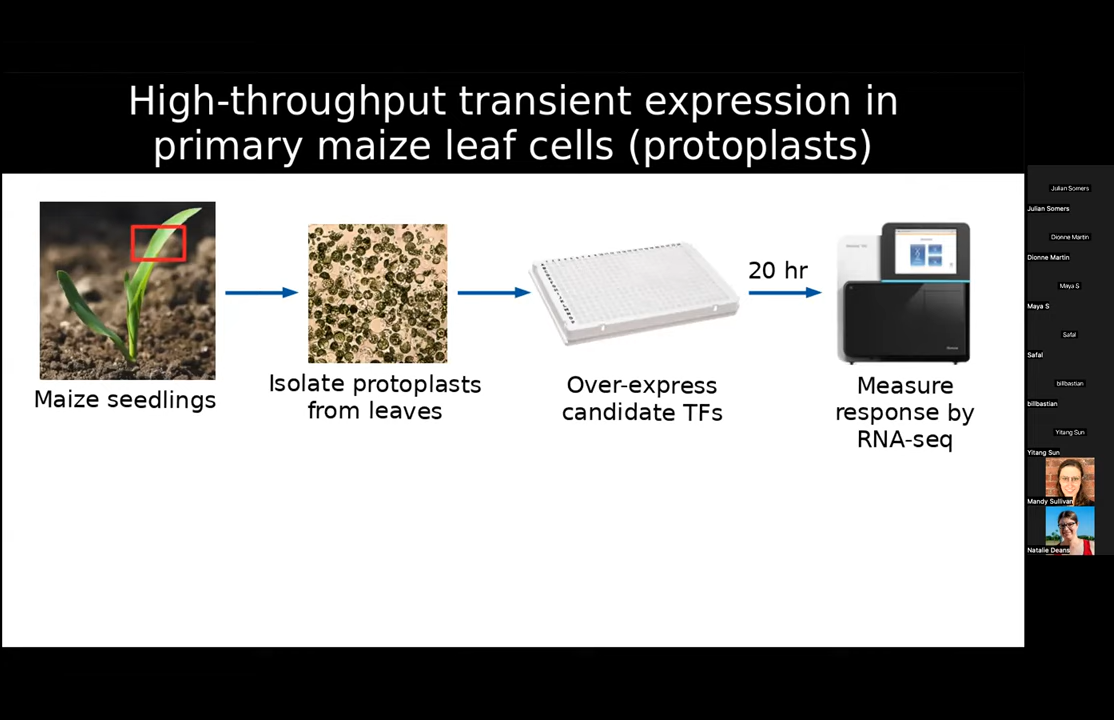 High-throughput transient expression in
primary maize leaf cells (protoplasts)
20 hr
Maize seedlings
Isolate protoplasts
from leaves
Over-express
candidate TFs
Measure
response by
RNA-seq
Julian Somers
Julian Somers
Dionne Martin
Dionne Martin
Maya S
Maya S
Safal
Safal
billbastian
billbastian
Yitang Sun
Yitang Sun
Mandy Sullivan
Natalie Deans